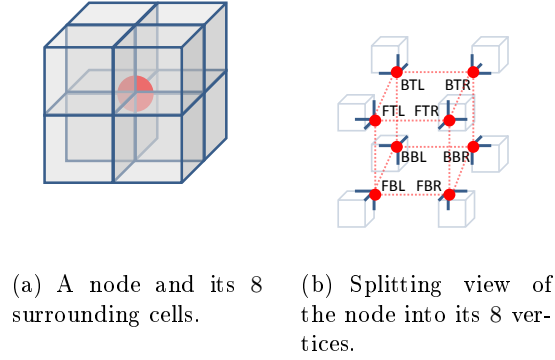 BTL BTR
FTL FTR
BBL BBR
FBL FBR
(a) A node and its 8
surrounding cells.
(b) Splitting view of
the node into its 8 ver-
tices.